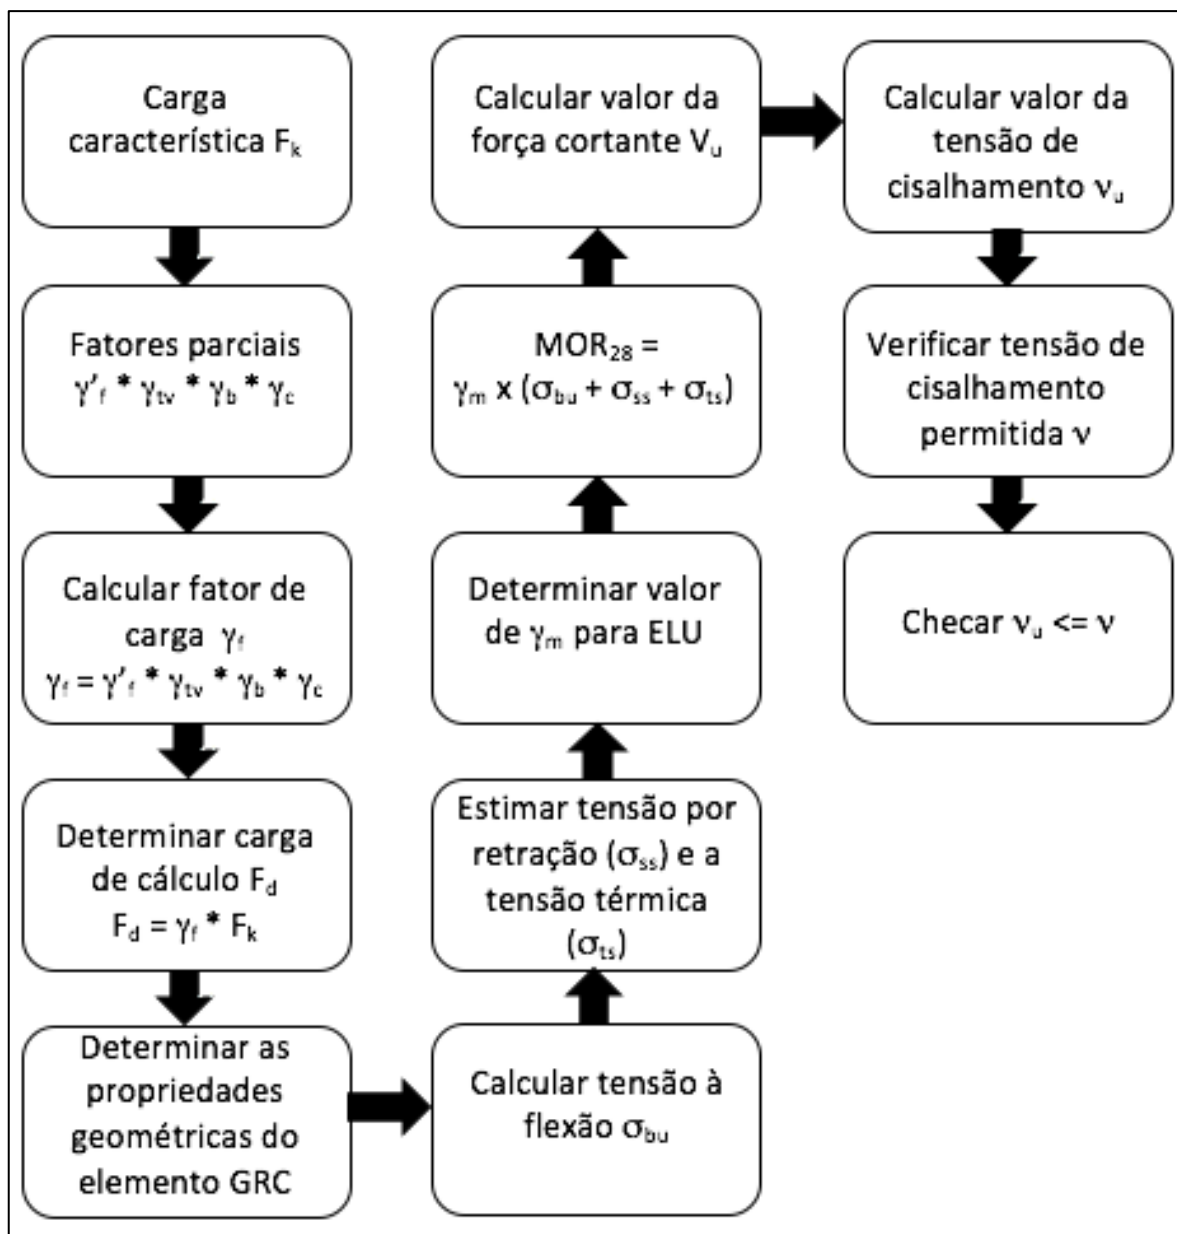 Carga
característica Fₖ
Fatores parciais
γ'f * γtv * γb * γc
Calcular fator de
carga γf
γf = γ'f * γtv * γb * γc
Determinar carga
de cálculo Fd
Fd = γf * Fk
Determinar as
propriedades
geométricas do
elemento GRC
Calcular tensão à
flexão σbu
Estimar tensão por
retração (σss) e a
tensão térmica
(σts)
Determinar valor
de γm para ELU
MOR28 =
γm x (σbu + σss + σts)
Calcular valor da
força cortante Vu
Calcular valor da
tensão de
cisalhamento νu
Verificar tensão de
cisalhamento
permitida ν
Checar νu <= ν